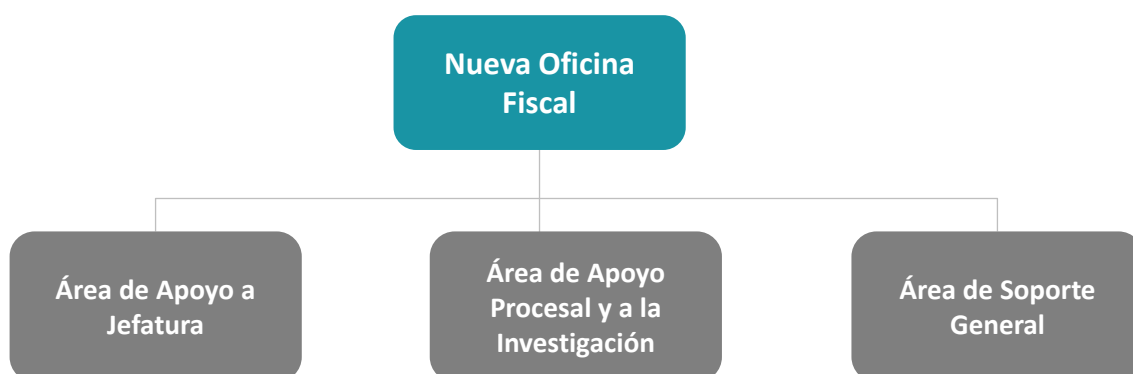 Nueva Oficina
Fiscal
Área de Apoyo a
Jefatura
Área de Apoyo
Procesal y a la
Investigación
Área de Soporte
General